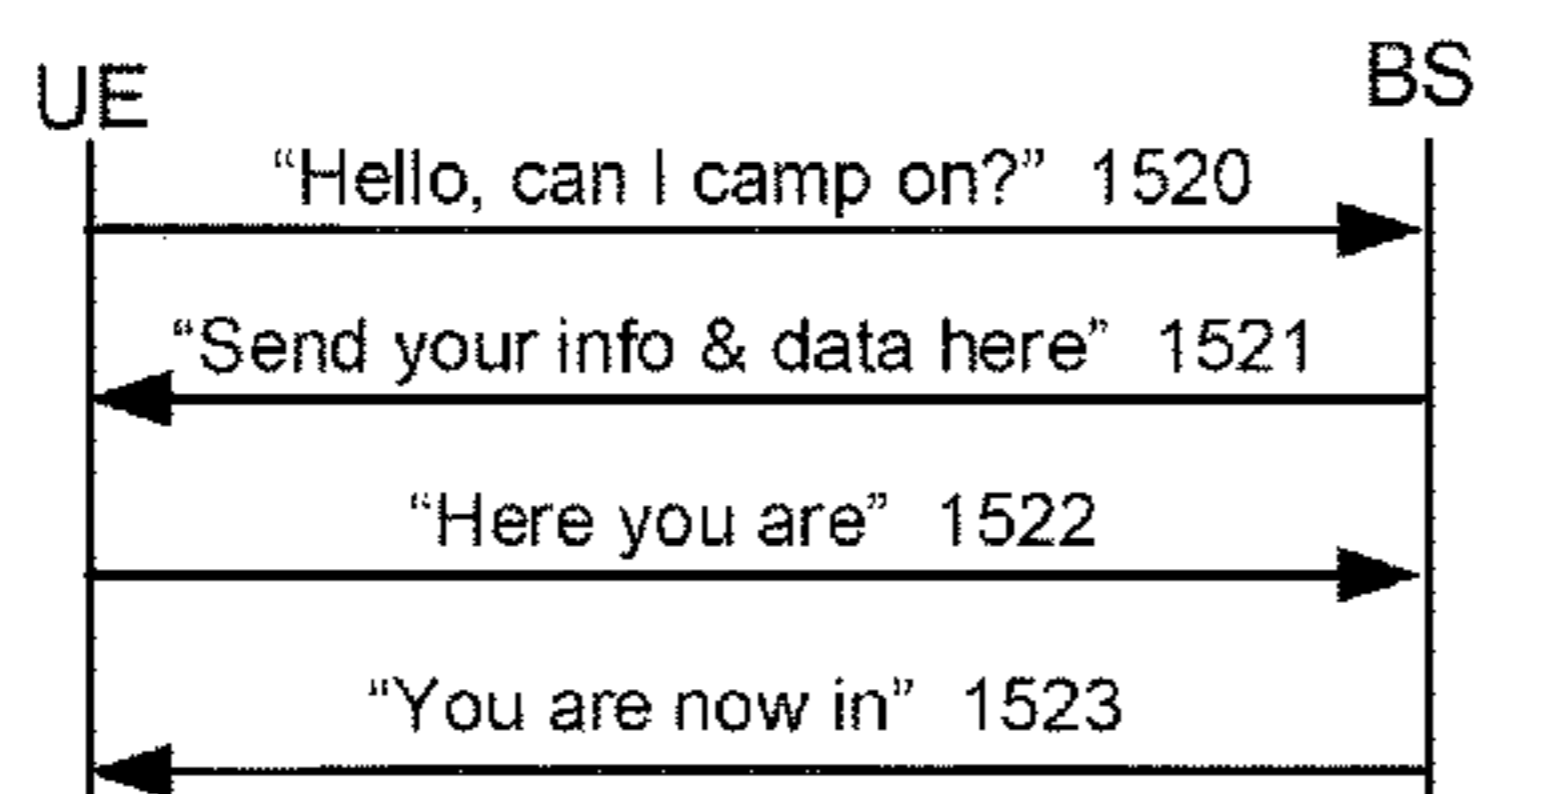 UE BS
“Hello, can I camp on?” 1520
“Send your info & data here” 1521
“Here you are” 1522
“You are now in” 1523